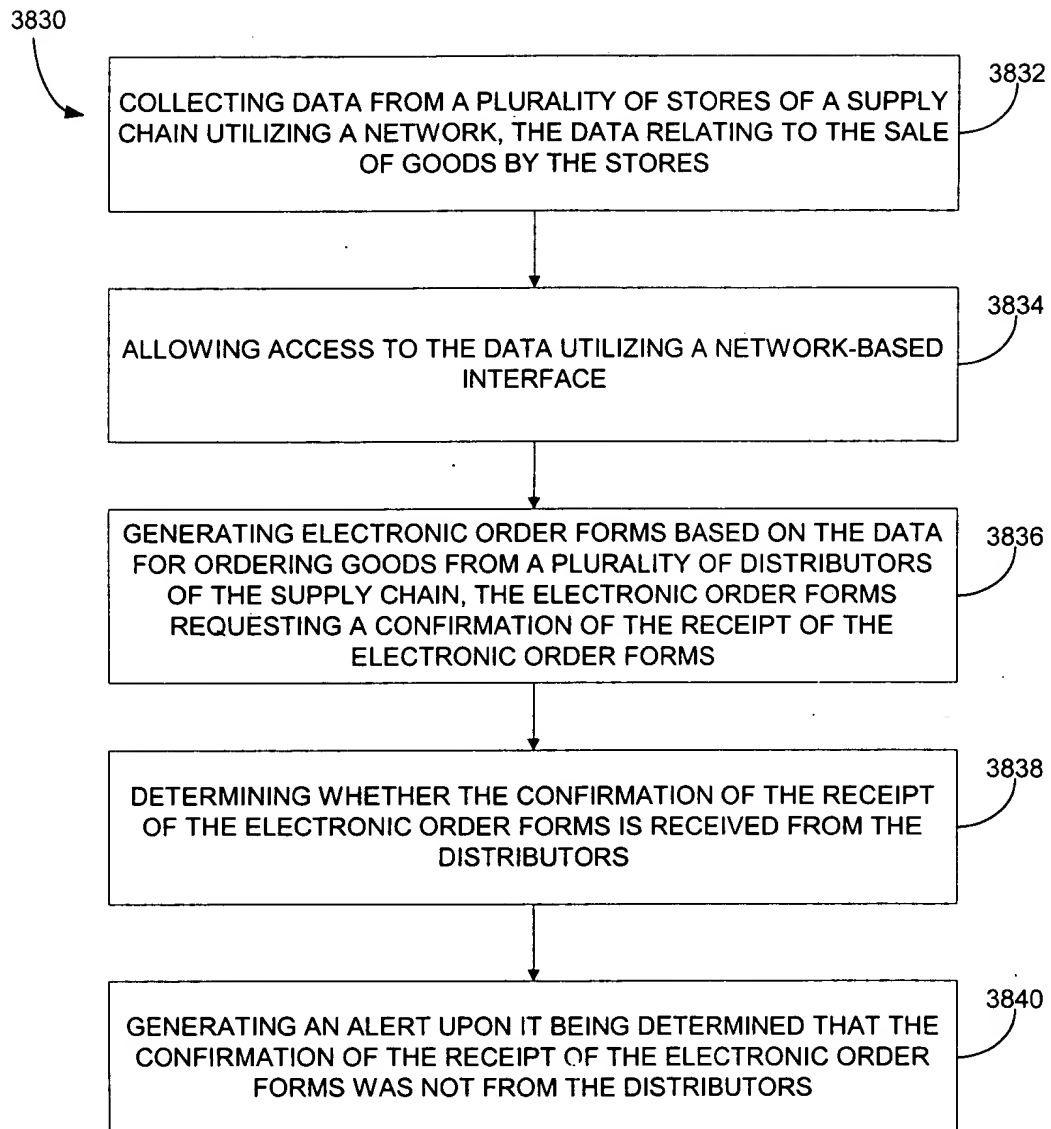 3830
3832
COLLECTING DATA FROM A PLURALITY OF STORES OF A SUPPLY
CHAIN UTILIZING A NETWORK, THE DATA RELATING TO THE SALE
OF GOODS BY THE STORES
3834
ALLOWING ACCESS TO THE DATA UTILIZING A NETWORK-BASED
INTERFACE
3836
GENERATING ELECTRONIC ORDER FORMS BASED ON THE DATA
FOR ORDERING GOODS FROM A PLURALITY OF DISTRIBUTORS
OF THE SUPPLY CHAIN, THE ELECTRONIC ORDER FORMS
REQUESTING A CONFIRMATION OF THE RECEIPT OF THE
ELECTRONIC ORDER FORMS
3838
DETERMINING WHETHER THE CONFIRMATION OF THE RECEIPT
OF THE ELECTRONIC ORDER FORMS IS RECEIVED FROM THE
DISTRIBUTORS
3840
GENERATING AN ALERT UPON IT BEING DETERMINED THAT THE
CONFIRMATION OF THE RECEIPT OF THE ELECTRONIC ORDER
FORMS WAS NOT FROM THE DISTRIBUTORS